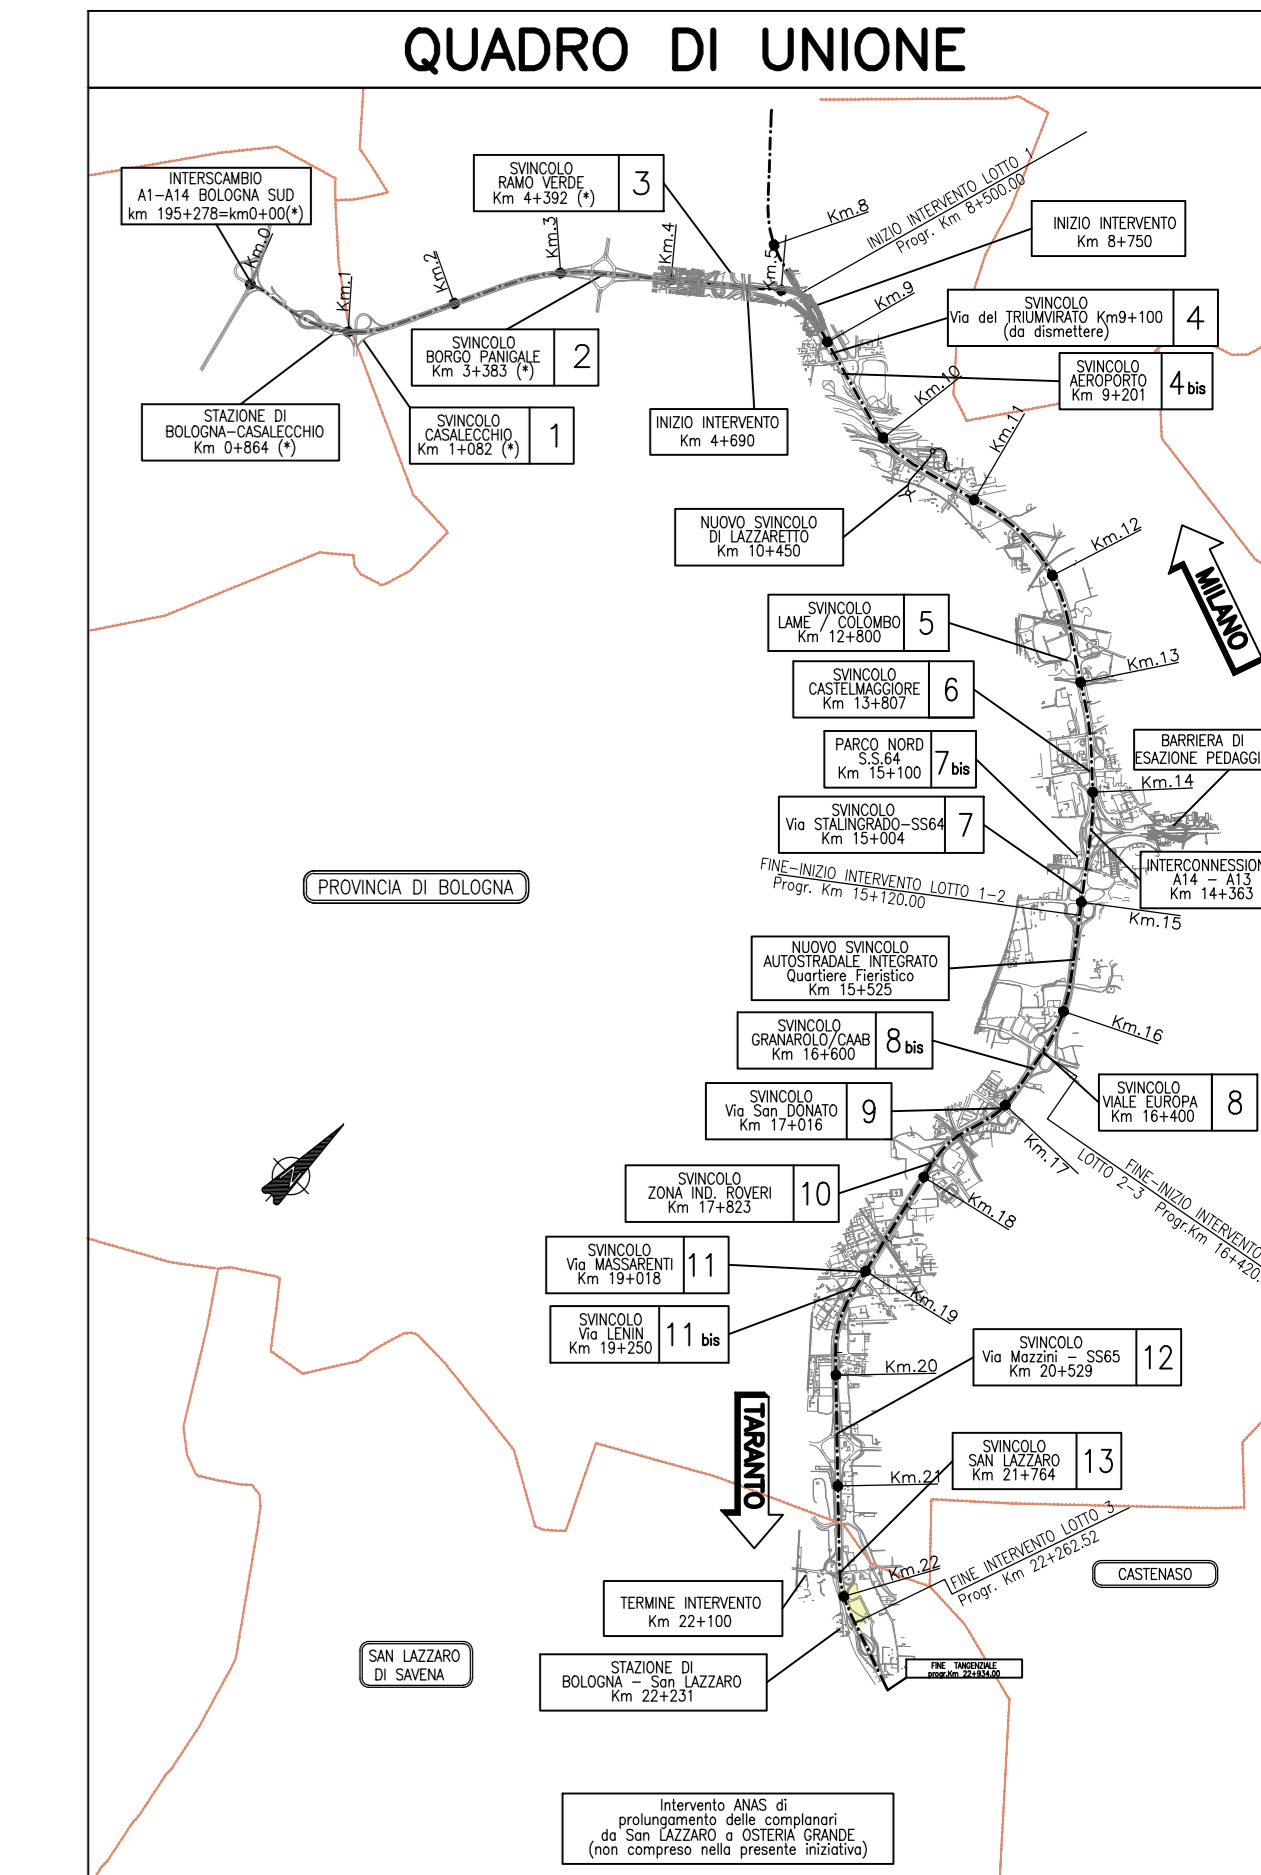 QUADRO DI UNIONE
INTERSCAMBIO
A1-A14 BOLOGNA SUD
km 195+278=km0+00(*)
SVINCOLO
RAMO VERDE
Km 4+392 (*)
3
Km.0
Km.1
Km.2
Km.3
Km.4
Km.5
Km.8
INIZIO INTERVENTO LOTTO 1
Progr. Km 8+500.00
INIZIO INTERVENTO
Km 8+750
Km.9
SVINCOLO
Via del TRIUMVIRATO Km9+100
(da dismettere)
4
SVINCOLO
BORGO PANIGALE
Km 3+383 (*)
2
SVINCOLO
AEROPORTO
Km 9+201
4 bis
STAZIONE DI
BOLOGNA-CASALECCHIO
Km 0+864 (*)
SVINCOLO
CASALECCHIO
Km 1+082 (*)
1
INIZIO INTERVENTO
Km 4+690
Km.10
Km.11
NUOVO SVINCOLO
DI LAZZARETTO
Km 10+450
Km.12
MILANO
SVINCOLO
LAME / COLOMBO
Km 12+800
5
Km.13
SVINCOLO
CASTELMAGGIORE
Km 13+807
6
PARCO NORD
S.S.64
Km 15+100
7 bis
BARRIERA DI
ESAZIONE PEDAGGI
Km.14
SVINCOLO
Via STALINGRADO-SS64
Km 15+004
7
INTERCONNESSION
A14 - A13
Km 14+363
FINE-INIZIO INTERVENTO LOTTO 1-2
Progr. Km 15+120.00
Km.15
PROVINCIA DI BOLOGNA
NUOVO SVINCOLO
AUTOSTRADALE INTEGRATO
Quartiere Fieristico
Km 15+525
Km.16
SVINCOLO
GRANAROLO/CAAB
Km 16+600
8 bis
SVINCOLO
VIALE EUROPA
Km 16+400
8
SVINCOLO
Via San DONATO
Km 17+016
9
Km.17
FINE-INIZIO INTERVENTO
LOTTO 2-3 Progr.Km 16+420.
N
SVINCOLO
ZONA IND. ROVERI
Km 17+823
10
Km.18
SVINCOLO
Via MASSARENTI
Km 19+018
11
Km.19
SVINCOLO
Via LENIN
Km 19+250
11 bis
SVINCOLO
Via Mazzini - SS65
Km 20+529
12
Km.20
TARANTO
SVINCOLO
SAN LAZZARO
Km 21+764
13
Km.21
FINE INTERVENTO LOTTO 3
Progr. Km 22+262.52
Km.22
CASTENASO
TERMINE INTERVENTO
Km 22+100
SAN LAZZARO
DI SAVENA
STAZIONE DI
BOLOGNA - San LAZZARO
Km 22+231
FINE TANGENZIALE
progr.Km 22+934.00
Intervento ANAS di
prolungamento delle complanari
da San LAZZARO a OSTERIA GRANDE
(non compreso nella presente iniziativa)